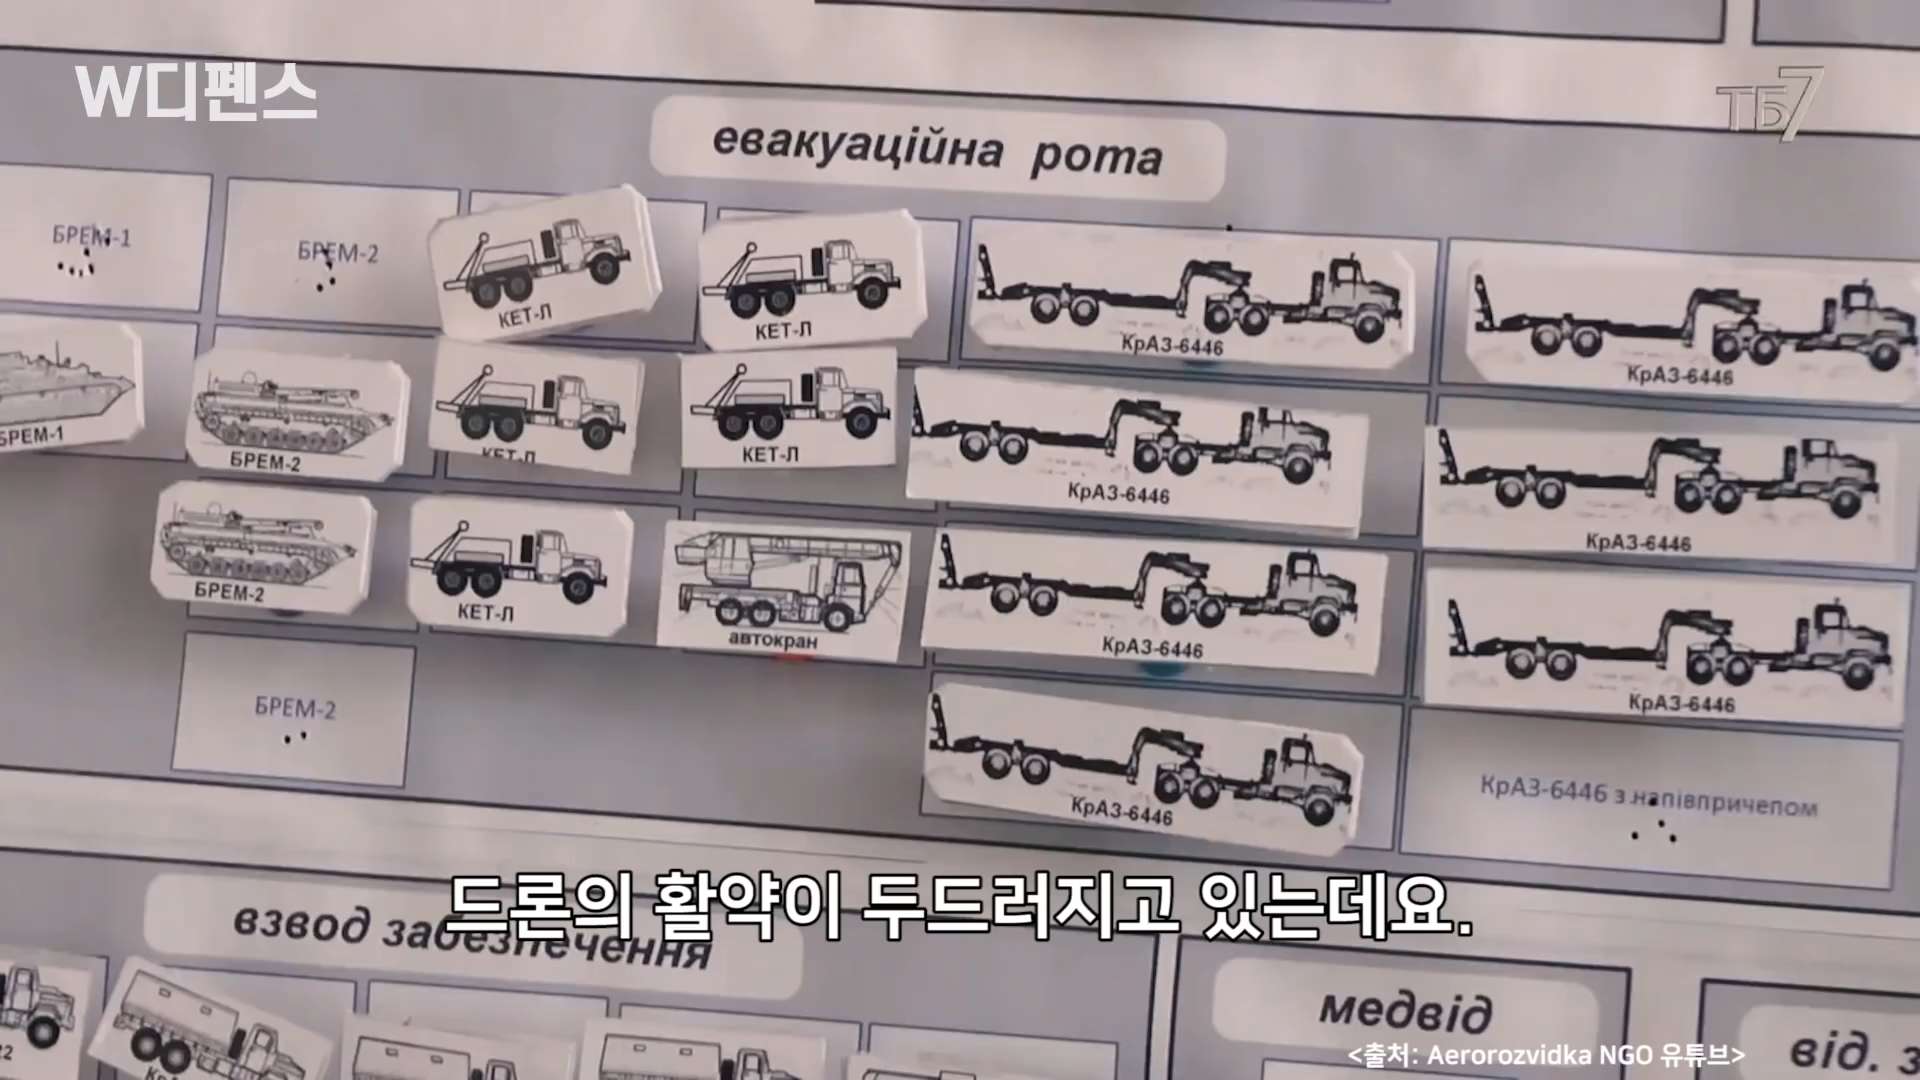 W디펜스
ТБ7
евакуаційна рота
БРЕМ-1
БРЕМ-2
КЕТ-Л
КЕТ-Л
КрАЗ-6446
КрАЗ-6446
БРЕМ-1
БРЕМ-2
КЕТ-Л
КЕТ-Л
КрАЗ-6446
КрАЗ-6446
БРЕМ-2
КЕТ-Л
автокран
КрАЗ-6446
КрАЗ-6446
БРЕМ-2
КрАЗ-6446
КрАЗ-6446 з напівпричепом
드론의 활약이 두드러지고 있는데요.
взвод забезпечення
медвід
від. з
<출처: Aerorozvidka NGO 유튜브>